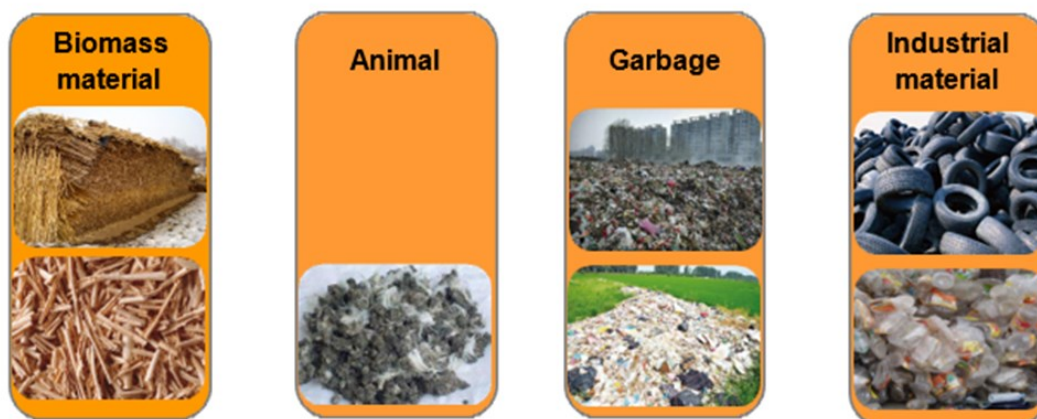 Biomass
material
Animal
Garbage
Industrial
material